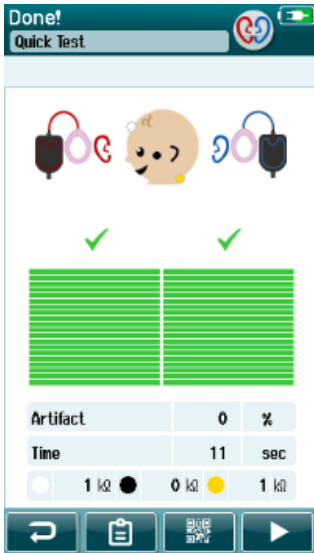 Done!
Quick Test
Artifact 0 %
Time 11 sec
1 kΩ 0 kΩ 1 kΩ